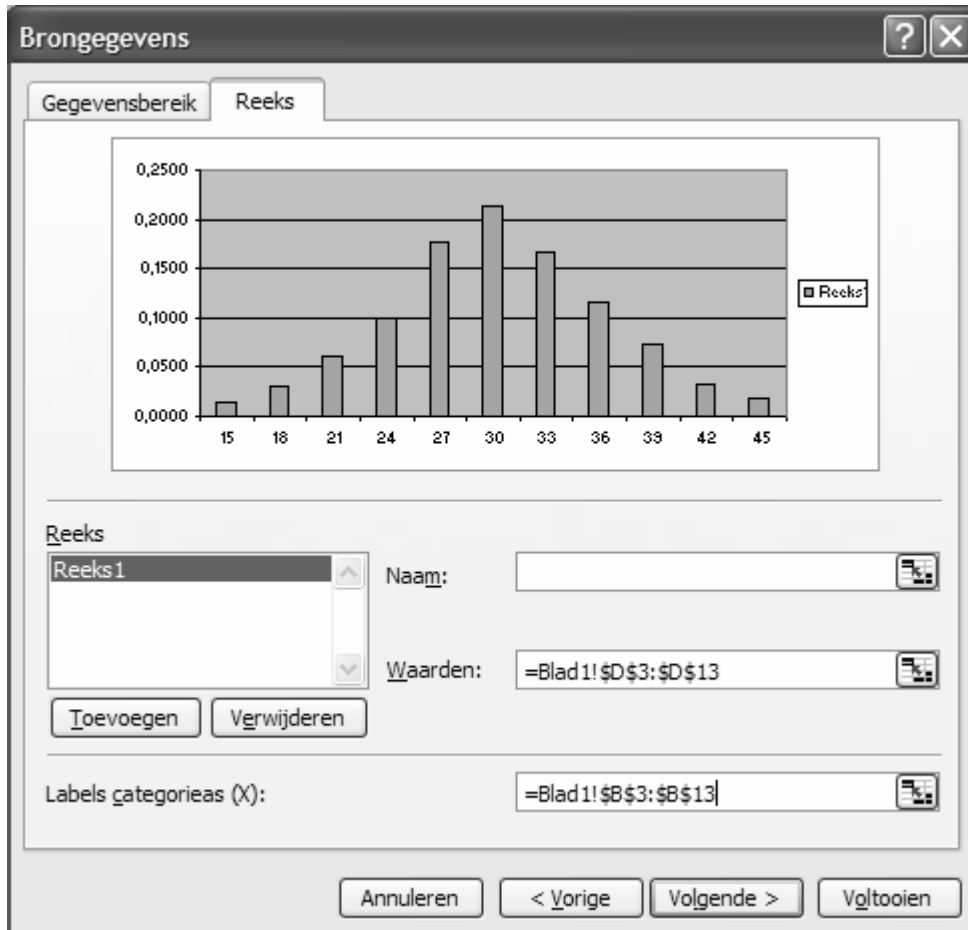 Brongegevens
Gegevensbereik Reeks
0,2500
0,2000
0,1500
0,1000
0,0500
0,0000
15 18 21 24 27 30 33 36 39 42 45
Reeks1
Reeks
Reeks1
Naam:
Waarden: =Blad1!$D$3:$D$13
Toevoegen Verwijderen
Labels categorieas (X): =Blad1!$B$3:$B$13
Annuleren < Vorige Volgende > Voltooien